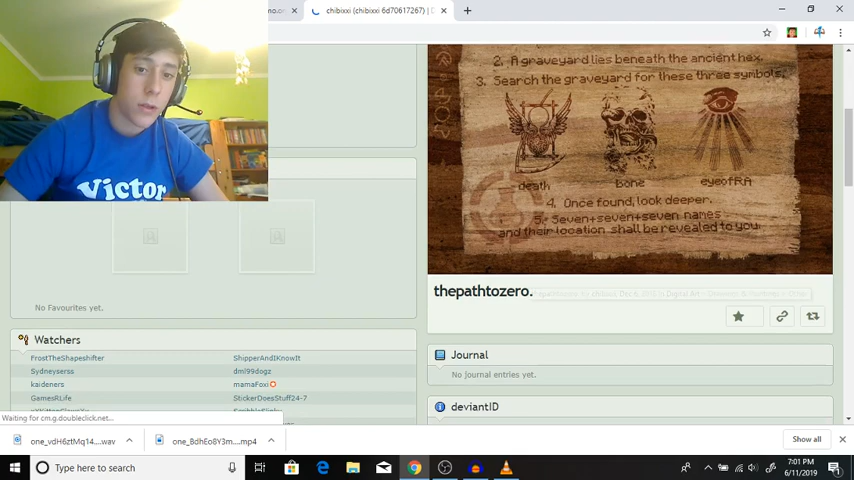 chibixxi (chibixxi 6d70617267) | D
2. A graveyard lies beneath the ancient hex.
3. Search the graveyard for these three symbols.
death bone eyeofRA
4. Once found, look deeper.
5. Seven+seven+seven names
and their location shall be revealed to you
Victor
thepathtozero.
No Favourites yet.
Watchers
FrostTheShapeshifter ShipperAndIKnowIt
Sydneyserss dml99dogz
kaideners mamaFoxi
GamesRLife StickerDoesStuff24-7
Journal
No journal entries yet.
deviantID
Waiting for cm.g.doubleclick.net...
one_vdH6ztMq14....wav
one_BdhEo8Y3m....mp4
Show all
Type here to search
7:01 PM
6/11/2019